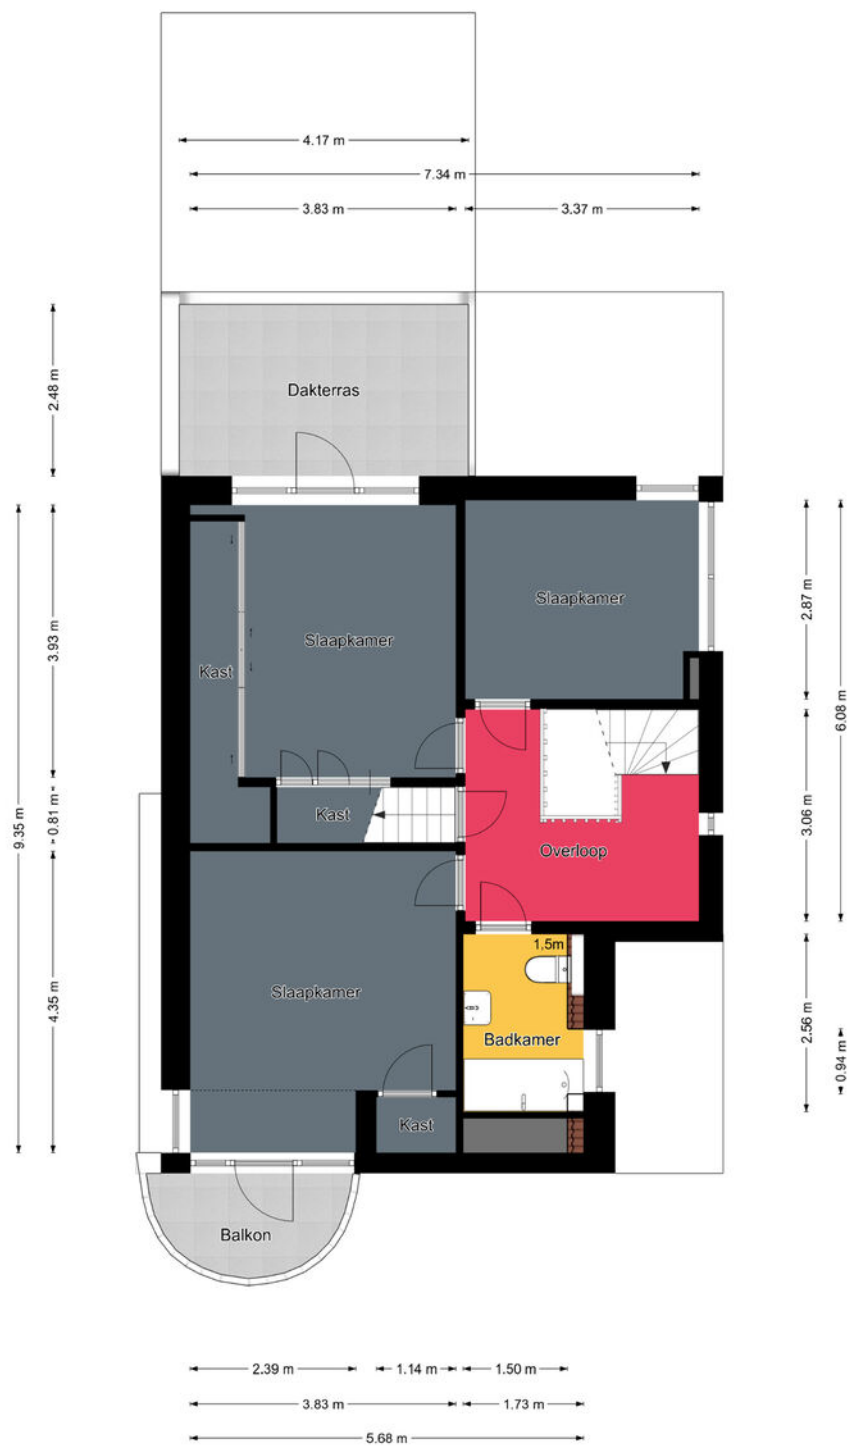 4.17 m
7.34 m
3.83 m
3.37 m
2.48 m
Dakterras
3.93 m
Slaapkamer
Slaapkamer
2.87 m
6.08 m
Kast
9.35 m
0.81 m
Kast
3.06 m
Overloop
1,5m
4.35 m
Slaapkamer
Badkamer
2.56 m
0.94 m
Kast
Balkon
2.39 m
1.14 m
1.50 m
3.83 m
1.73 m
5.68 m